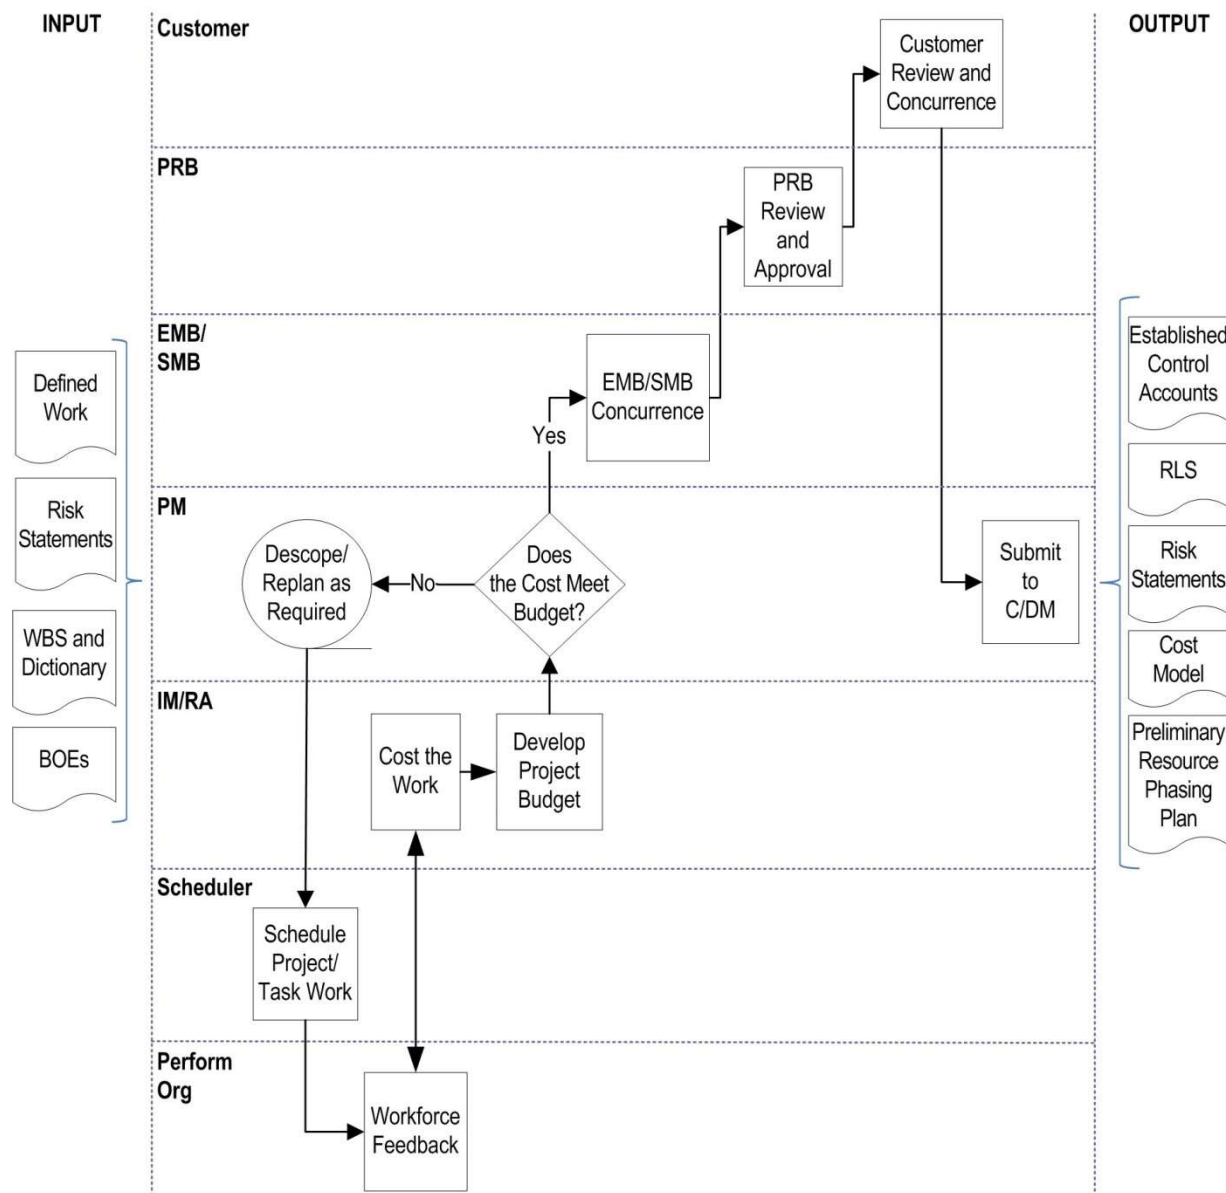 INPUT
Customer
Customer
Review and
Concurrence
OUTPUT
PRB
PRB
Review
and
Approval
EMB/
SMB
EMB/SMB
Concurrence
Yes
Defined
Work
Risk
Statements
WBS and
Dictionary
BOEs
PM
Descope/
Replan as
Required
No
Does
the Cost Meet
Budget?
Submit
to
C/DM
Established
Control
Accounts
RLS
Risk
Statements
Cost
Model
Preliminary
Resource
Phasing
Plan
IM/RA
Cost the
Work
Develop
Project
Budget
Scheduler
Schedule
Project/
Task Work
Perform
Org
Workforce
Feedback